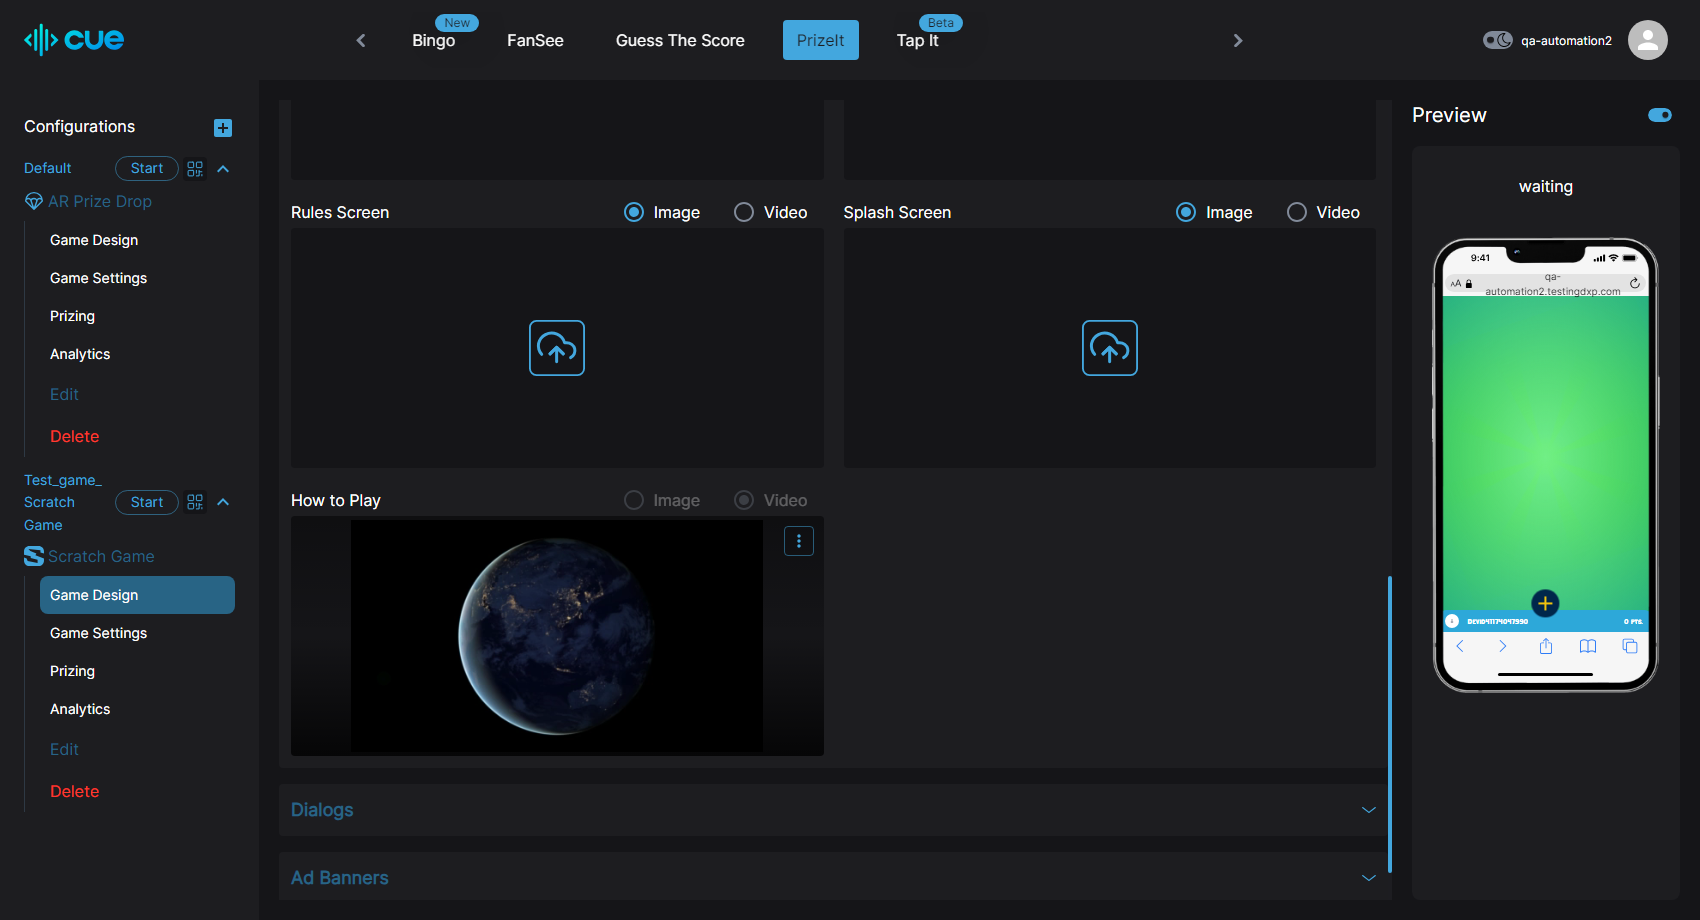 cue
New
Bingo
FanSee
Guess The Score
PrizeIt
Beta
Tap It
qa-automation2
Configurations
Default
Start
AR Prize Drop
Game Design
Game Settings
Prizing
Analytics
Edit
Delete
Test_game_
Scratch
Game
Start
Scratch Game
Game Design
Game Settings
Prizing
Analytics
Edit
Delete
Rules Screen
Image
Video
Splash Screen
Image
Video
How to Play
Image
Video
Dialogs
Ad Banners
Preview
waiting
9:41
AA
qa-
automation2.testingdxp.com
0 PTS.